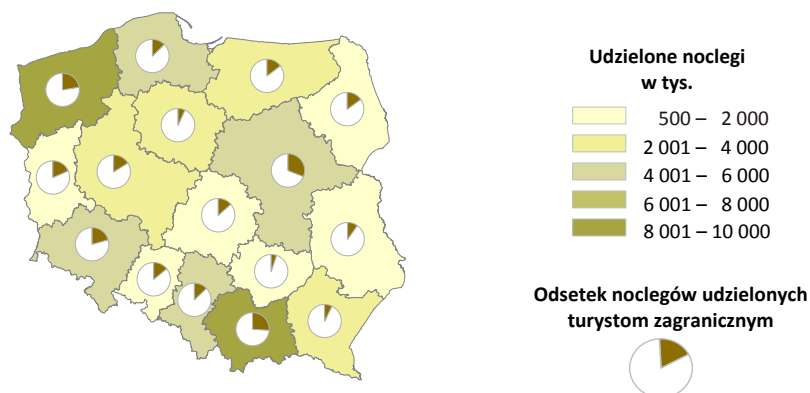 Udzielone noclegi
w tys.
500 – 2 000
2 001 – 4 000
4 001 – 6 000
6 001 – 8 000
8 001 – 10 000
Odsetek noclegów udzielonych
turystom zagranicznym